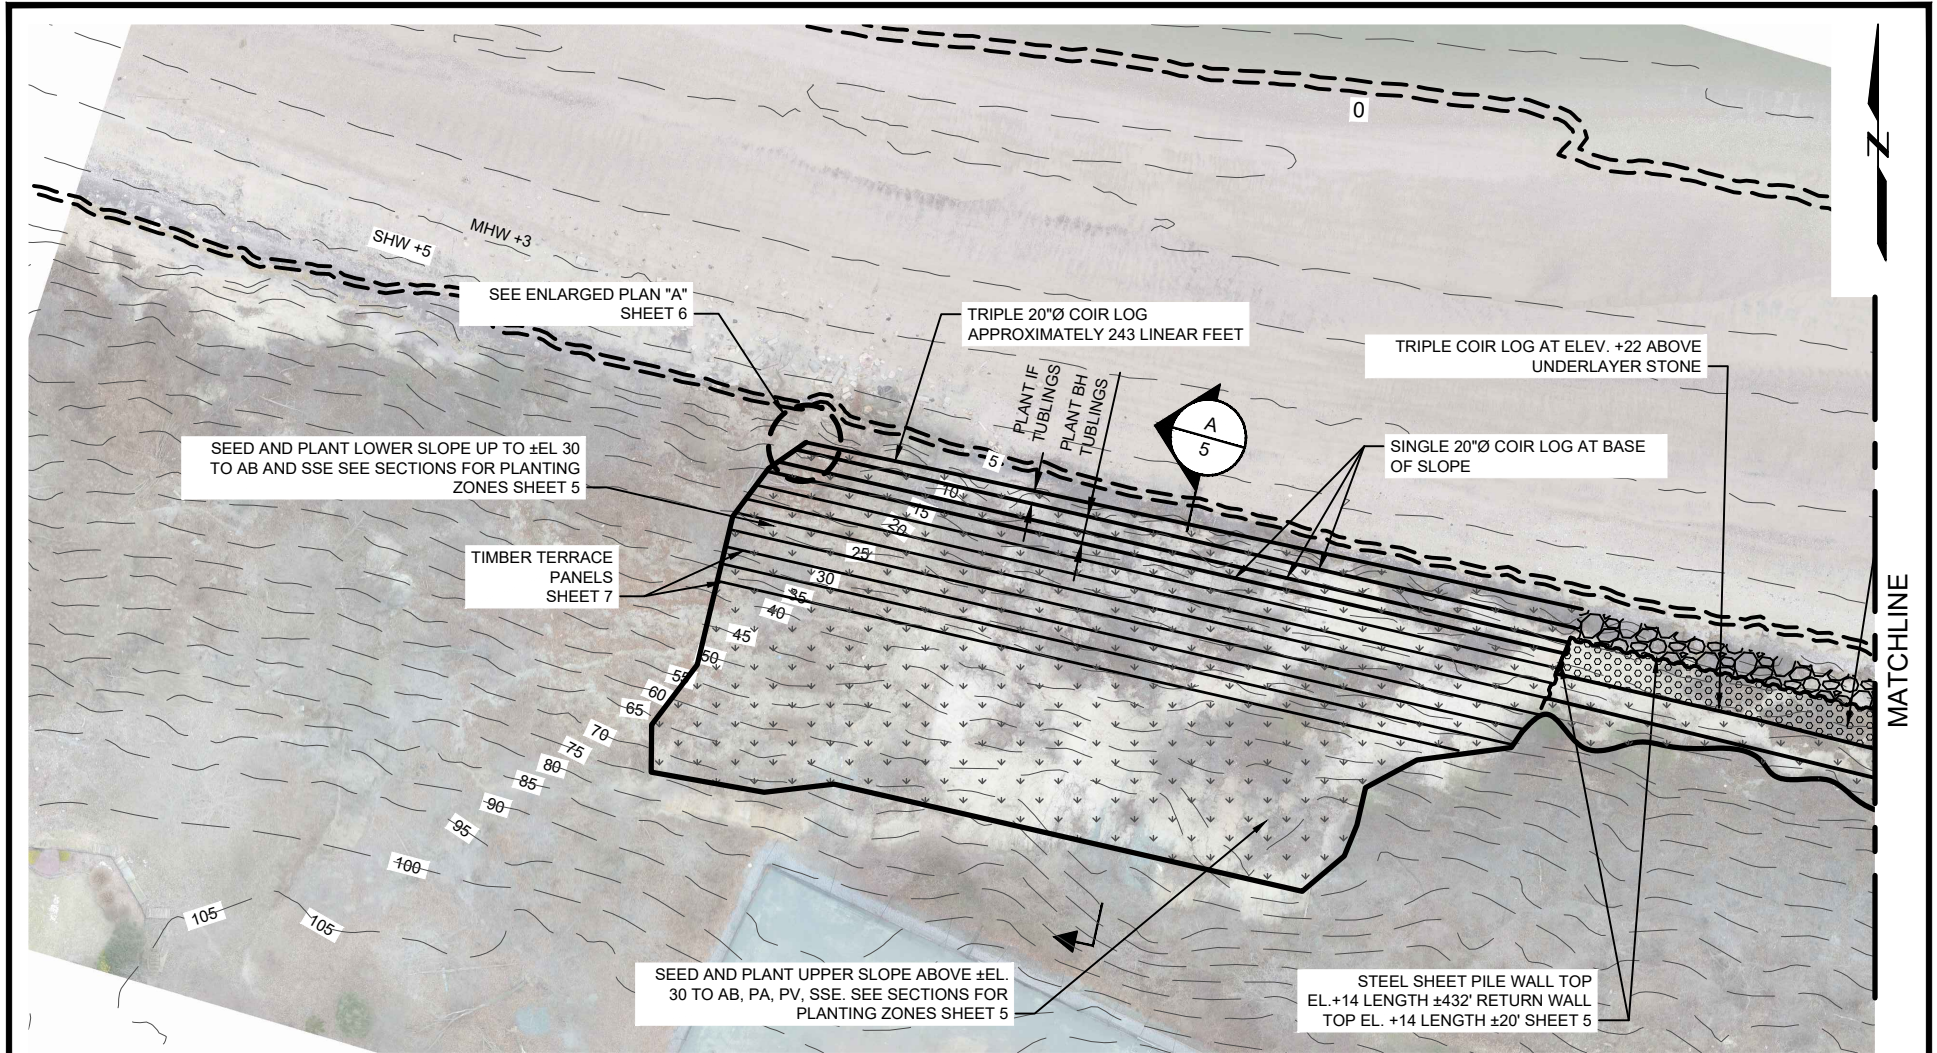 0
Z
SHW +5
MHW +3
SEE ENLARGED PLAN "A"
SHEET 6
TRIPLE 20"Ø COIR LOG
APPROXIMATELY 243 LINEAR FEET
TRIPLE COIR LOG AT ELEV. +22 ABOVE
UNDERLAYER STONE
PLANT IF
TUBLINGS
PLANT BH
TUBLINGS
A
5
SEED AND PLANT LOWER SLOPE UP TO ±EL 30
TO AB AND SSE SEE SECTIONS FOR PLANTING
ZONES SHEET 5
SINGLE 20"Ø COIR LOG AT BASE
OF SLOPE
TIMBER TERRACE
PANELS
SHEET 7
5
10
15
20
25
30
35
40
45
50
55
60
65
70
75
80
85
90
95
100
105
105
MATCHLINE
SEED AND PLANT UPPER SLOPE ABOVE ±EL.
30 TO AB, PA, PV, SSE. SEE SECTIONS FOR
PLANTING ZONES SHEET 5
STEEL SHEET PILE WALL TOP
EL.+14 LENGTH ±432' RETURN WALL
TOP EL. +14 LENGTH ±20' SHEET 5